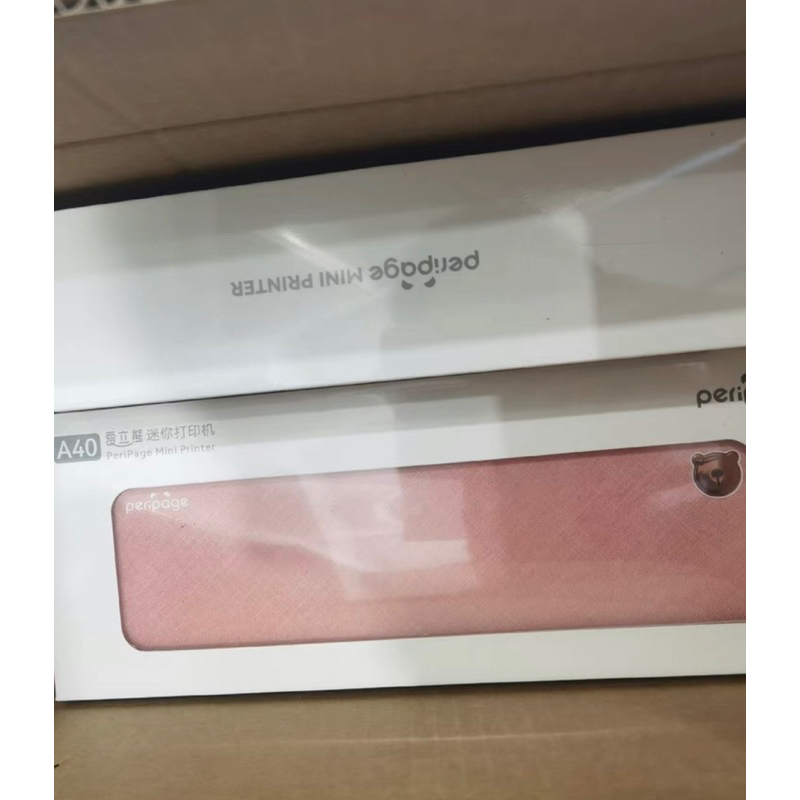 peripage MINI PRINTER
peri
A40 爱立熊 迷你打印机
PeriPage Mini Printer
peripage